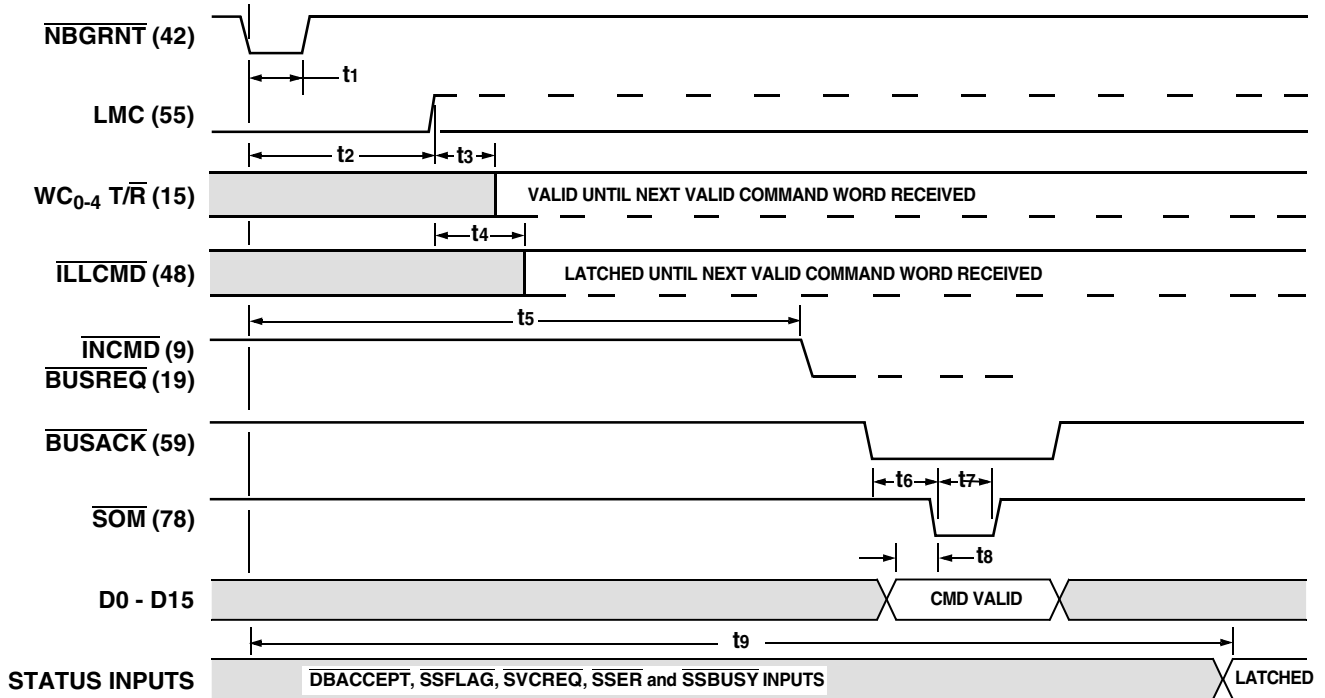 NBGRNT (42)
t1
LMC (55)
t2
t3
WC0-4 T/R (15)
VALID UNTIL NEXT VALID COMMAND WORD RECEIVED
t4
ILLCMD (48)
LATCHED UNTIL NEXT VALID COMMAND WORD RECEIVED
t5
INCMD (9)
BUSREQ (19)
BUSACK (59)
t6
t7
SOM (78)
t8
D0 - D15
CMD VALID
t9
STATUS INPUTS
DBACCEPT, SSFLAG, SVCREQ, SSER and SSBUSY INPUTS
LATCHED